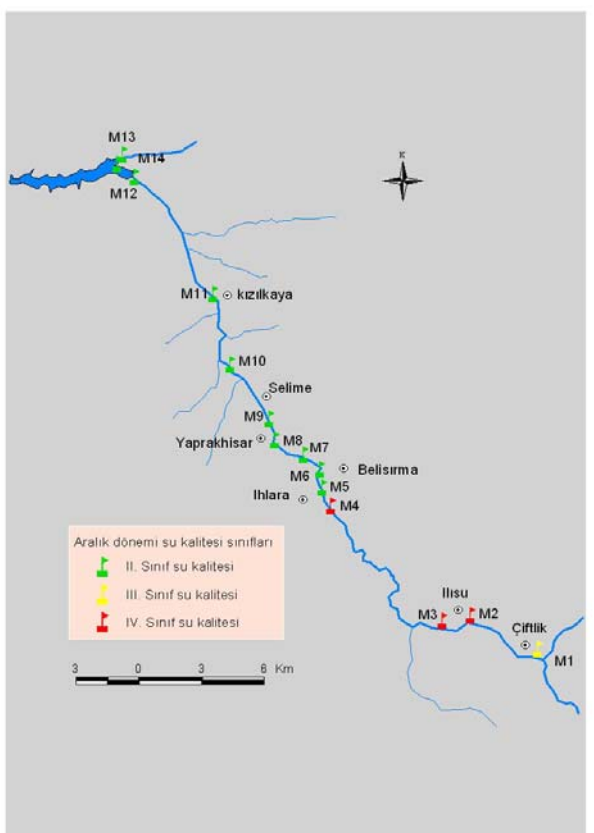 M13
M14
M12
K
M11
kızılkaya
M10
Selime
M9
Yaprakhisar
M8
M7
M6
Belisırma
M5
Ihlara
M4
Aralık dönemi su kalitesi sınıfları
II. Sınıf su kalitesi
III. Sınıf su kalitesi
IV. Sınıf su kalitesi
Ilısu
M3
M2
Çiftlik
M1
3 0 3 6 Km